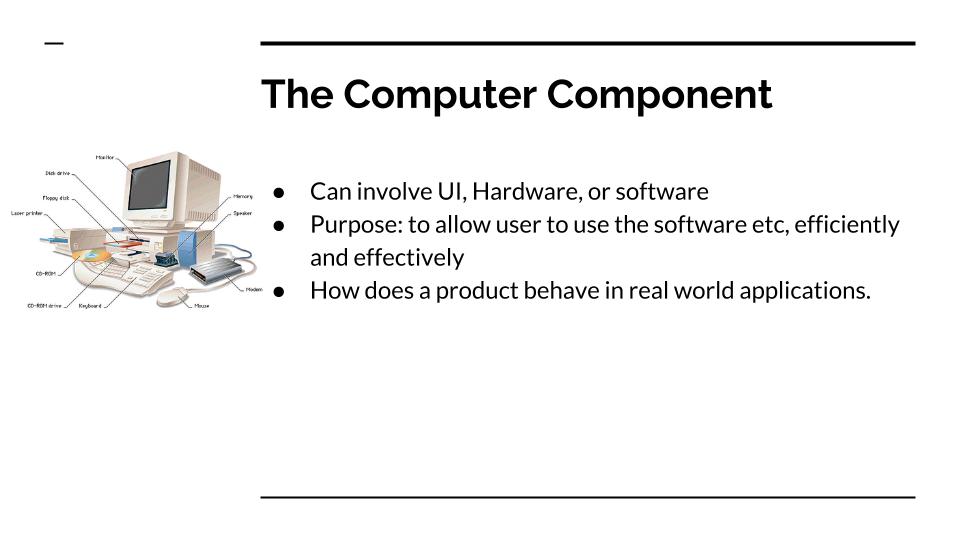 The Computer Component
Monitor
Disk drive
Floppy disk
Laser printer
CD-ROM
CD-ROM drive
Keyboard
Mouse
Modem
Speaker
Memory
● Can involve UI, Hardware, or software
● Purpose: to allow user to use the software etc, efficiently
and effectively
● How does a product behave in real world applications.